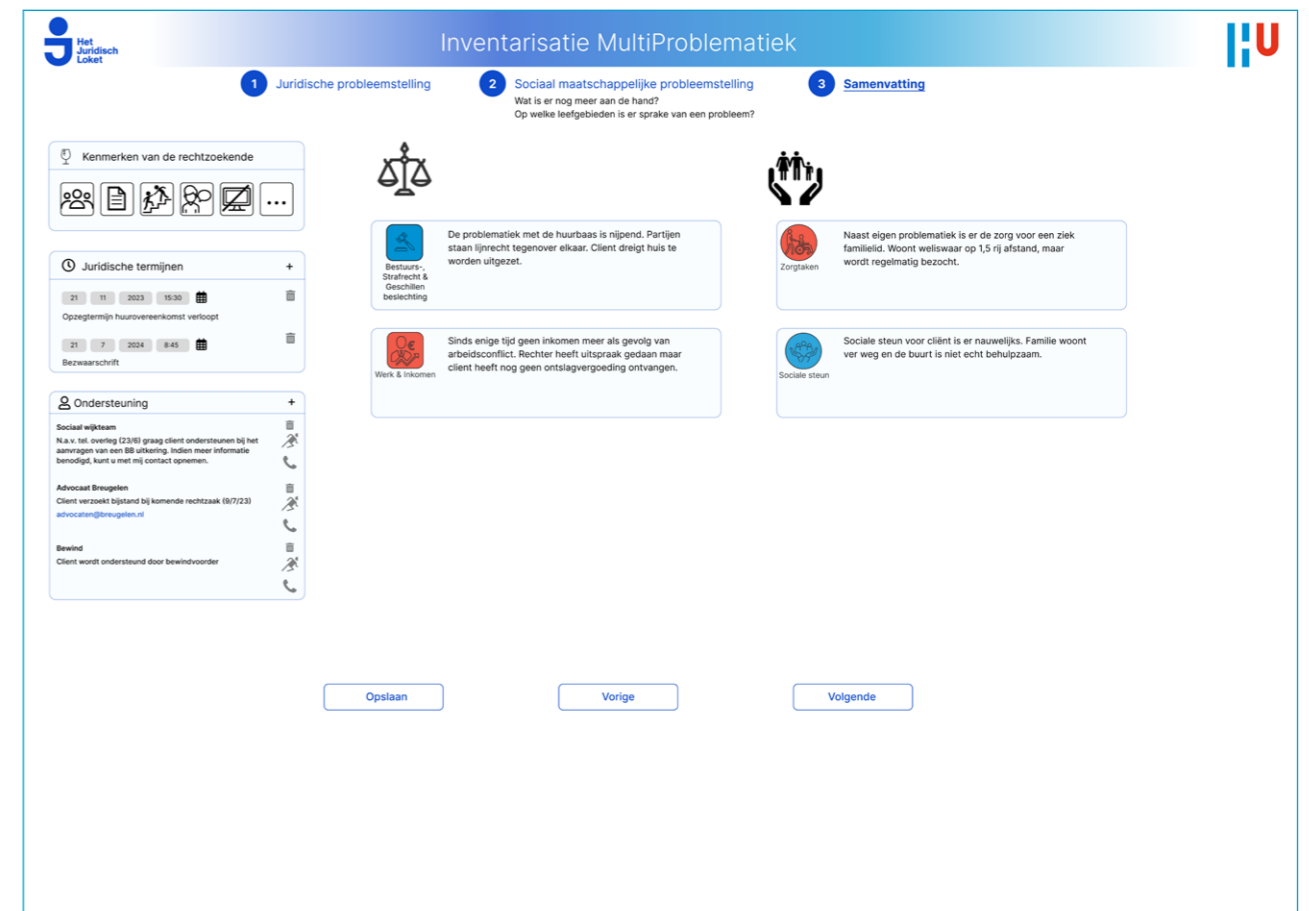 Het
Juridisch
Loket
Inventarisatie MultiProblematiek
HU
1 Juridische probleemstelling
2 Sociaal maatschappelijke probleemstelling
Wat is er nog meer aan de hand?
Op welke leefgebieden is er sprake van een probleem?
3 Samenvatting
Kenmerken van de rechtzoekende
...
Juridische termijnen +
21 11 2023 15:30
Opzegtermijn huurovereenkomst verloopt
21 7 2024 8:45
Bezwaarschrift
Ondersteuning +
Sociaal wijkteam
N.a.v. tel. overleg (23/6) graag client ondersteunen bij het
aanvragen van een BB uitkering. Indien meer informatie
benodigd, kunt u met mij contact opnemen.
Advocaat Breugelen
Client verzoekt bijstand bij komende rechtzaak (9/7/23)
advocaten@breugelen.nl
Bewind
Client wordt ondersteund door bewindvoorder
Bestuurs-,
Strafrecht &
Geschillen
beslechting
De problematiek met de huurbaas is nijpend. Partijen
staan lijnrecht tegenover elkaar. Client dreigt huis te
worden uitgezet.
€
Werk & Inkomen
Sinds enige tijd geen inkomen meer als gevolg van
arbeidsconflict. Rechter heeft uitspraak gedaan maar
client heeft nog geen ontslagvergoeding ontvangen.
Zorgtaken
Naast eigen problematiek is er de zorg voor een ziek
familielid. Woont weliswaar op 1,5 rij afstand, maar
wordt regelmatig bezocht.
Sociale steun
Sociale steun voor cliënt is er nauwelijks. Familie woont
ver weg en de buurt is niet echt behulpzaam.
Opslaan
Vorige
Volgende